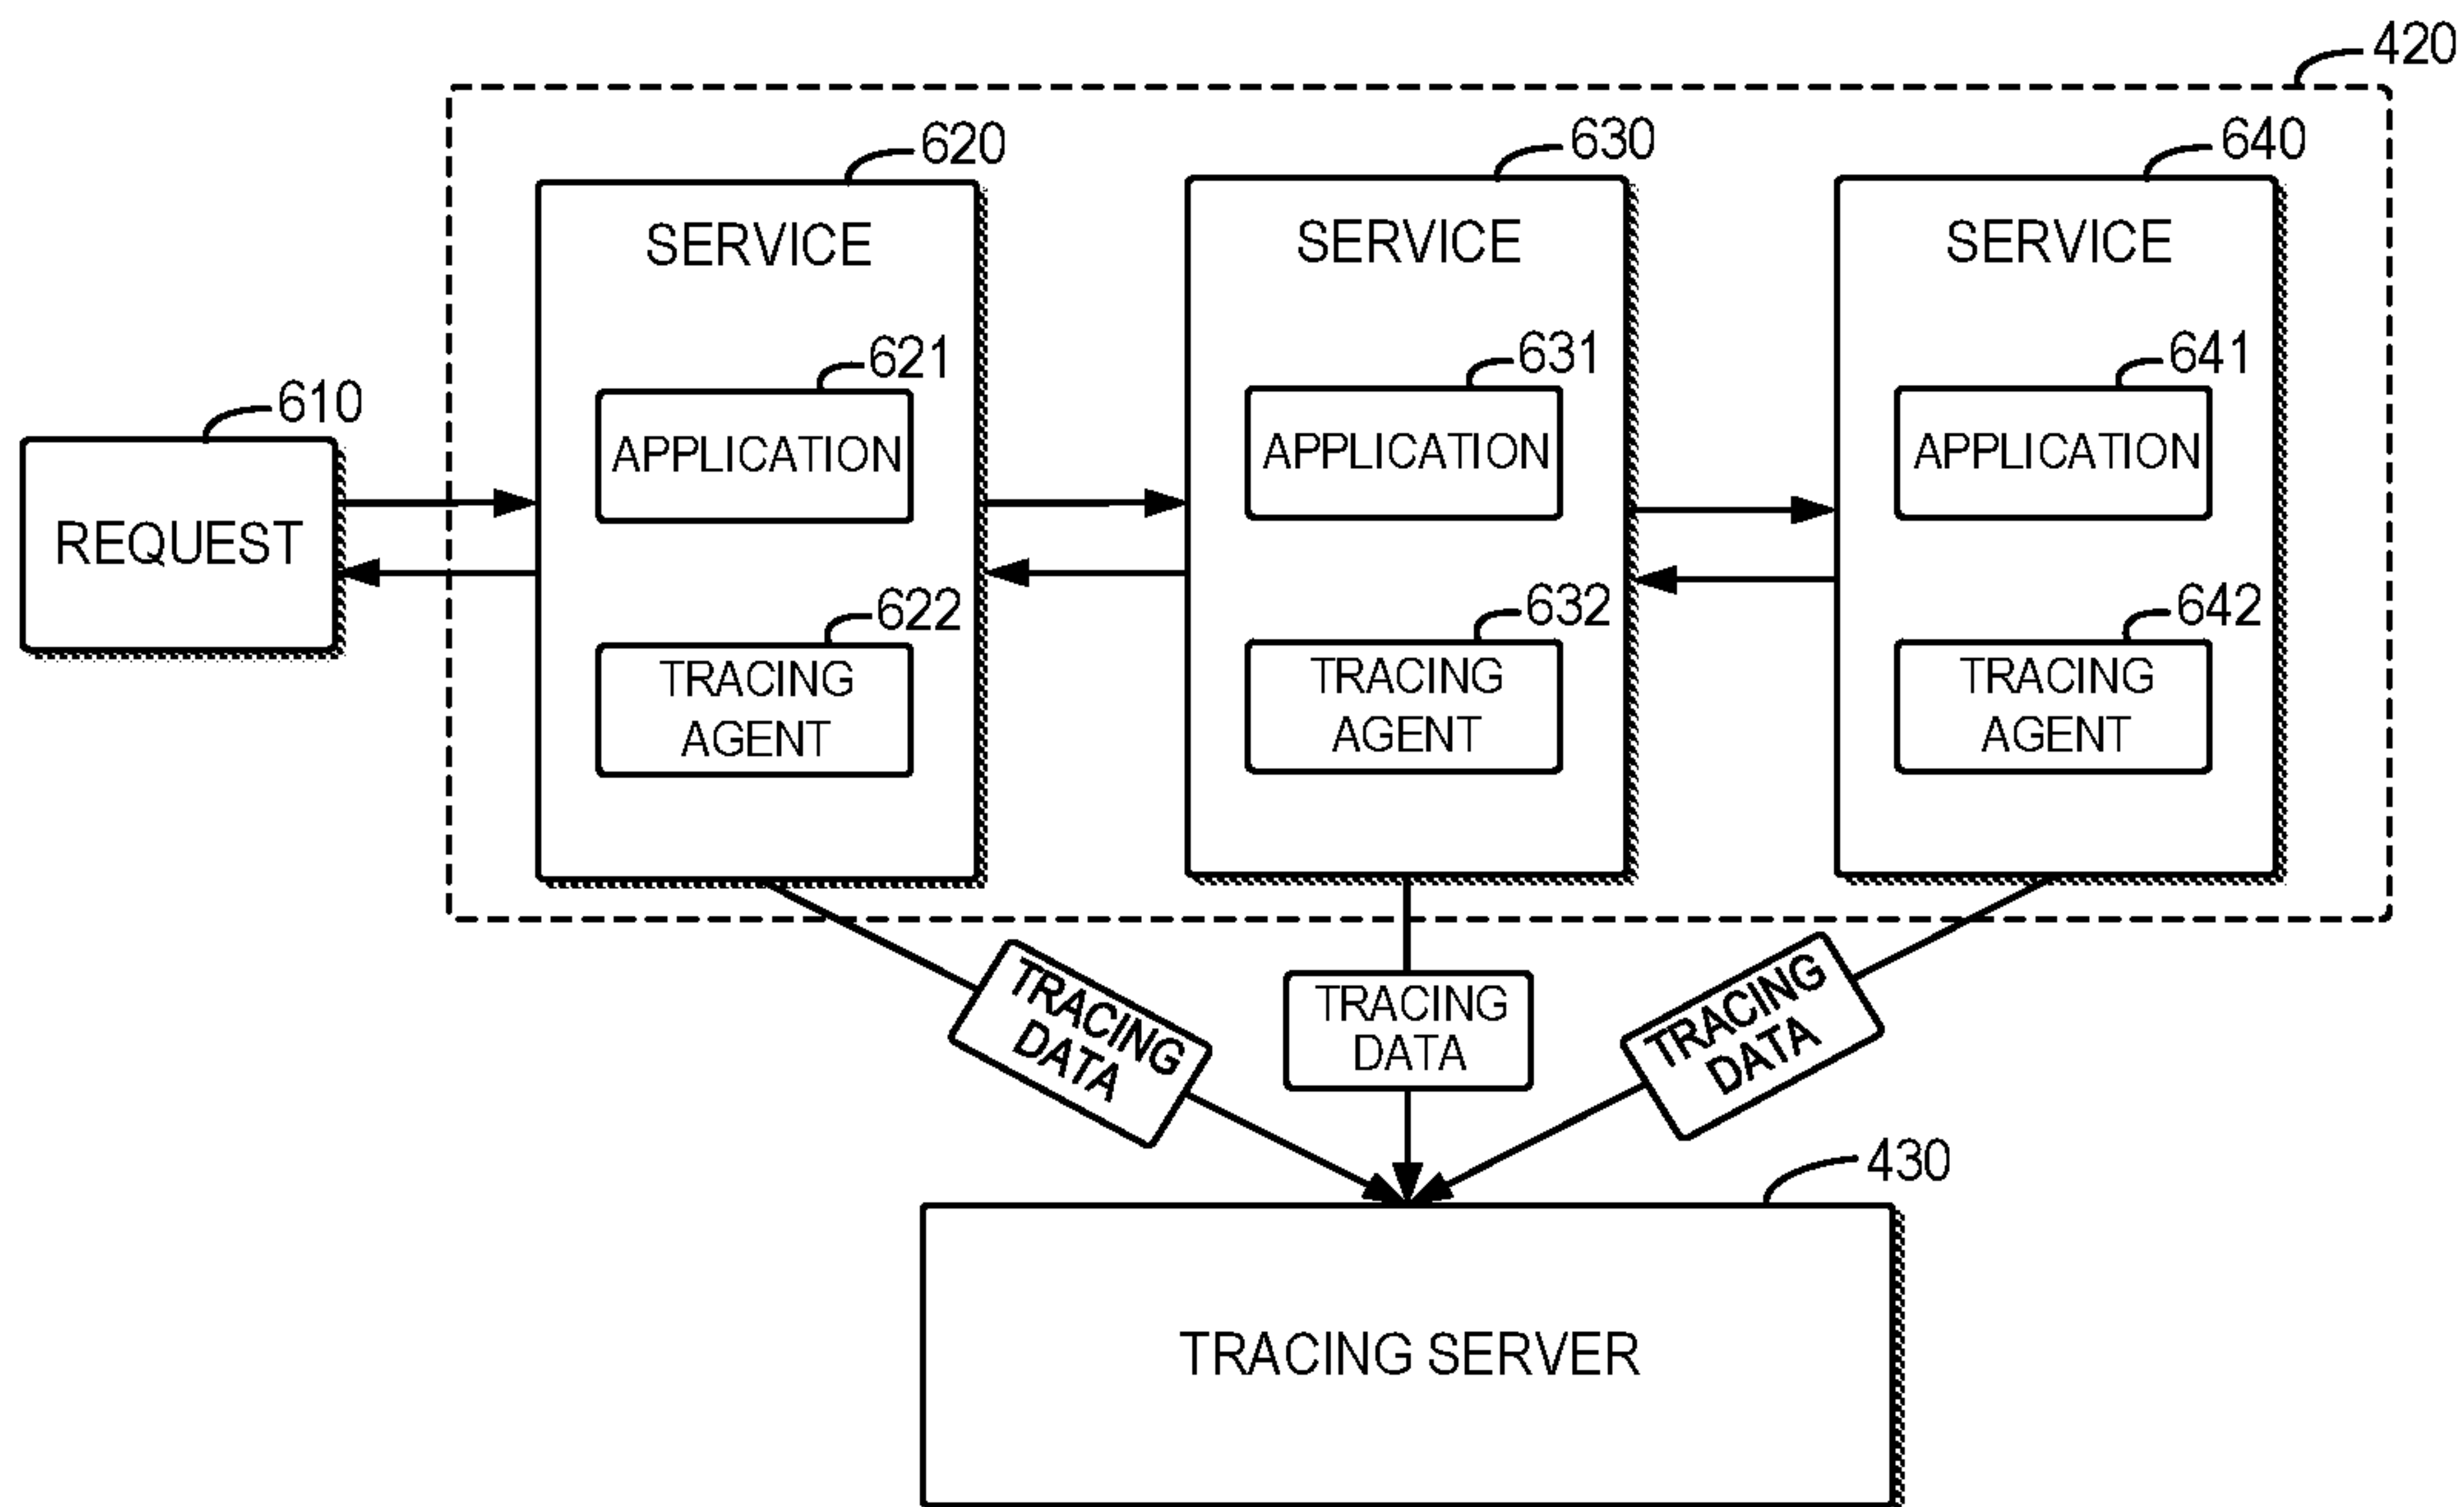 420
620
630
640
SERVICE
SERVICE
SERVICE
621
631
641
610
APPLICATION
APPLICATION
APPLICATION
REQUEST
622
632
642
TRACING
AGENT
TRACING
AGENT
TRACING
AGENT
TRACING
DATA
TRACING
DATA
TRACING
DATA
430
TRACING SERVER